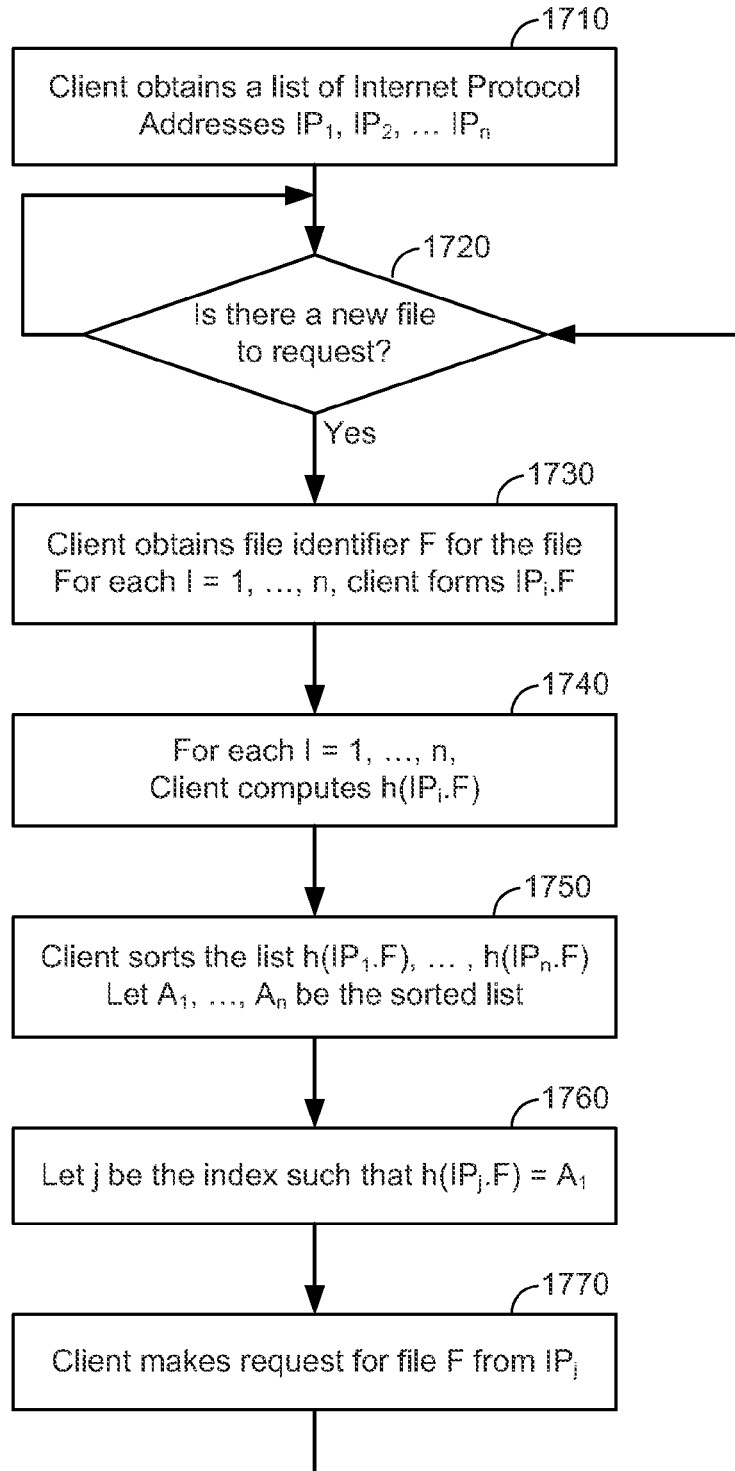 1710
Client obtains a list of Internet Protocol
Addresses IP₁, IP₂, ... IPₙ
1720
Is there a new file
to request?
Yes
1730
Client obtains file identifier F for the file
For each I = 1, ..., n, client forms IPᵢ.F
1740
For each I = 1, ..., n,
Client computes h(IPᵢ.F)
1750
Client sorts the list h(IP₁.F), ... , h(IPₙ.F)
Let A₁, ..., Aₙ be the sorted list
1760
Let j be the index such that h(IPⱼ.F) = A₁
1770
Client makes request for file F from IPⱼ